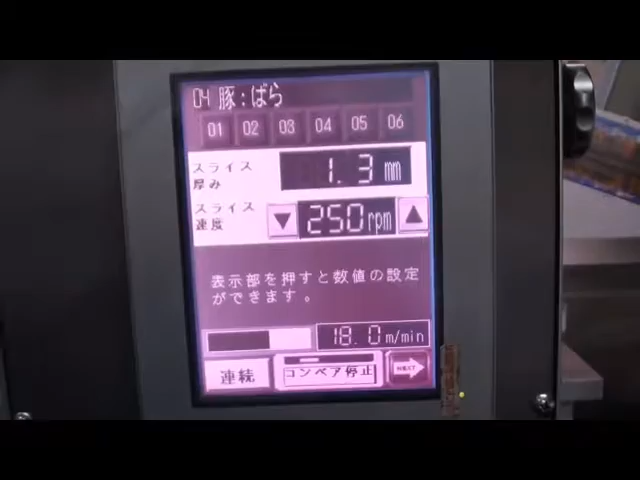 04 豚:ばら
01 02 03 04 05 06
スライス
厚み
1.3 mm
スライス
速度
▼ 250rpm ▲
表示部を押すと数値の設定
ができます。
18.0 m/min
連続
コンベア停止
NEXT